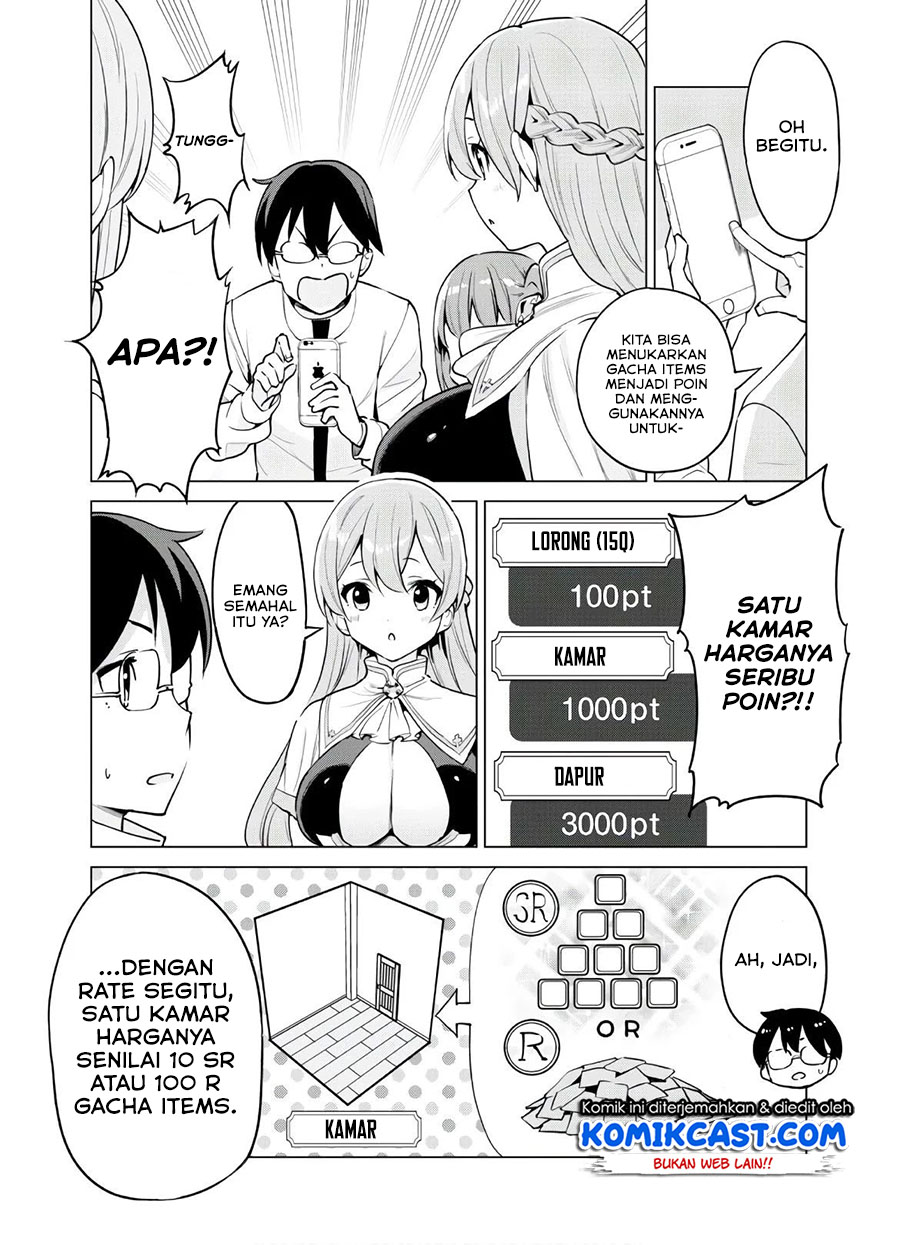 OH
BEGITU.
KITA BISA
MENUKARKAN
GACHA ITEMS
MENJADI POIN
DAN MENG-
GUNAKANNYA
UNTUK-
TUNGG-
APA?!
SATU
KAMAR
HARGANYA
SERIBU
POIN?!!
LORONG (15Q)
100pt
KAMAR
1000pt
DAPUR
3000pt
EMANG
SEMAHAL
ITU YA?
AH, JADI,
SR
OR
R
KAMAR
...DENGAN
RATE SEGITU,
SATU KAMAR
HARGANYA
SENILAI 10 SR
ATAU 100 R
GACHA ITEMS.
Komik ini diterjemahkan & diedit oleh
KOMIKCAST.COM
BUKAN WEB LAIN!!